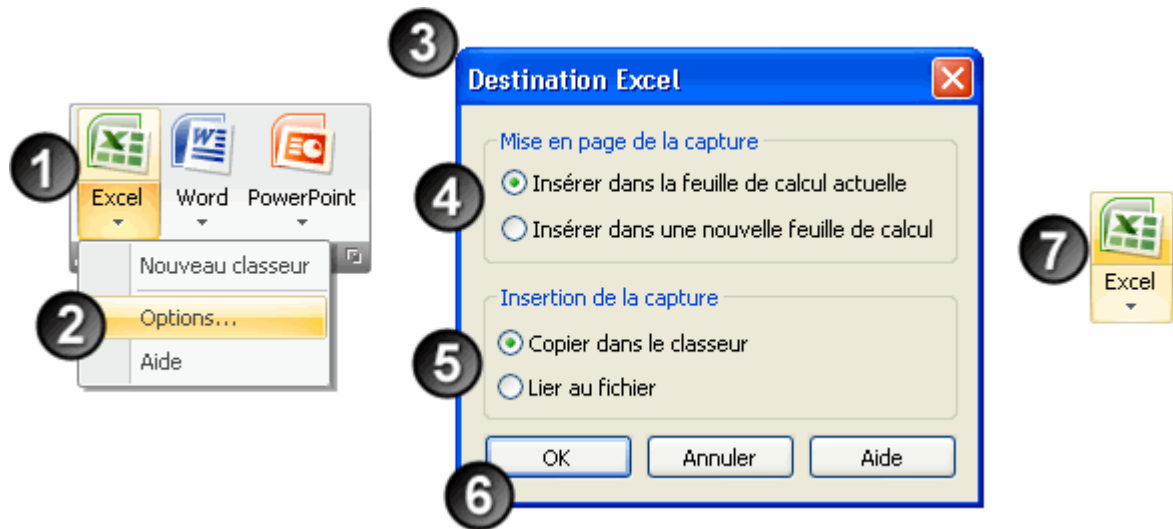 1
Excel
Word
PowerPoint
Nouveau classeur
2
Options...
Aide
3
Destination Excel
Mise en page de la capture
4
Insérer dans la feuille de calcul actuelle
Insérer dans une nouvelle feuille de calcul
Insertion de la capture
5
Copier dans le classeur
Lier au fichier
OK
Annuler
Aide
6
7
Excel